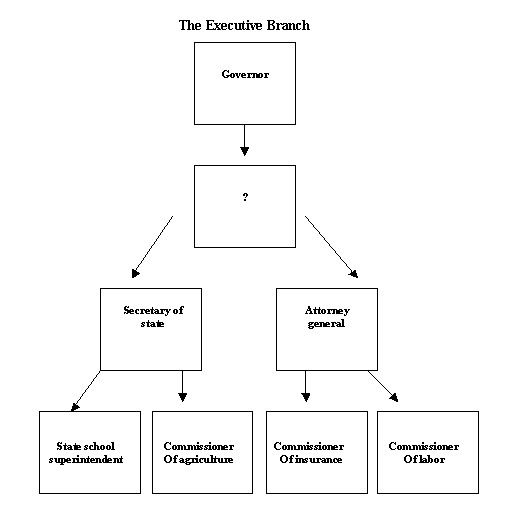 The Executive Branch
Governor
?
Secretary of
state
Attorney
general
State school
superintendent
Commissioner
Of agriculture
Commissioner
Of insurance
Commissioner
Of labor